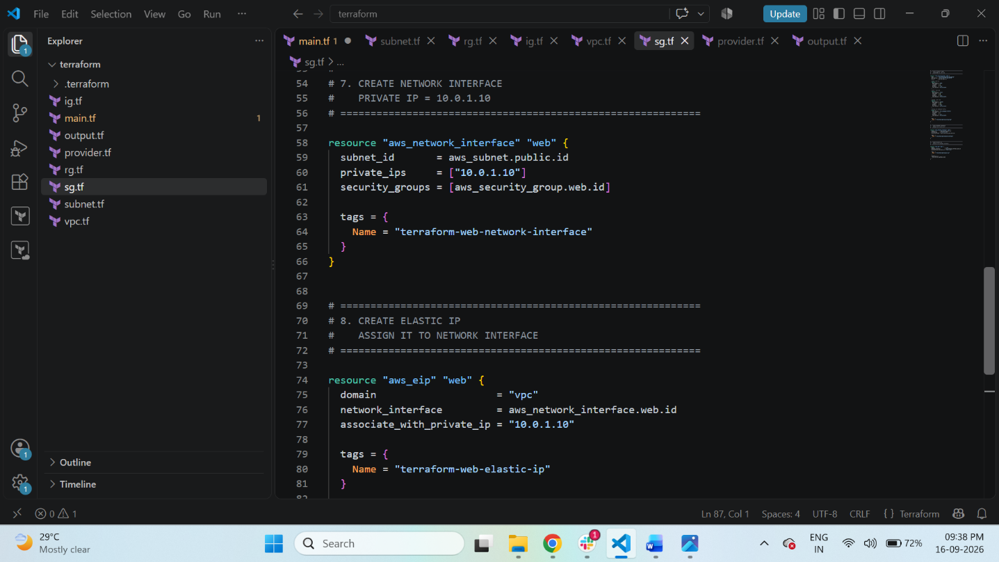 File Edit Selection View Go Run ...
terraform
Update
Explorer
terraform
.terraform
ig.tf
main.tf 1
output.tf
provider.tf
rg.tf
sg.tf
subnet.tf
vpc.tf
Outline
Timeline
1
1
1
main.tf 1 subnet.tf rg.tf ig.tf vpc.tf sg.tf provider.tf output.tf
sg.tf > ...
54 # 7. CREATE NETWORK INTERFACE
55 #    PRIVATE IP = 10.0.1.10
56 # ============================================================
57
58 resource "aws_network_interface" "web" {
59   subnet_id       = aws_subnet.public.id
60   private_ips     = ["10.0.1.10"]
61   security_groups = [aws_security_group.web.id]
62
63   tags = {
64     Name = "terraform-web-network-interface"
65   }
66 }
67
68
69 # ============================================================
70 # 8. CREATE ELASTIC IP
71 #    ASSIGN IT TO NETWORK INTERFACE
72 # ============================================================
73
74 resource "aws_eip" "web" {
75   domain                    = "vpc"
76   network_interface         = aws_network_interface.web.id
77   associate_with_private_ip = "10.0.1.10"
78
79   tags = {
80     Name = "terraform-web-elastic-ip"
81   }
0 1
Ln 87, Col 1 Spaces: 4 UTF-8 CRLF { } Terraform
29°C
Mostly clear
Search
1
ENG
IN
72%
09:38 PM
16-09-2026